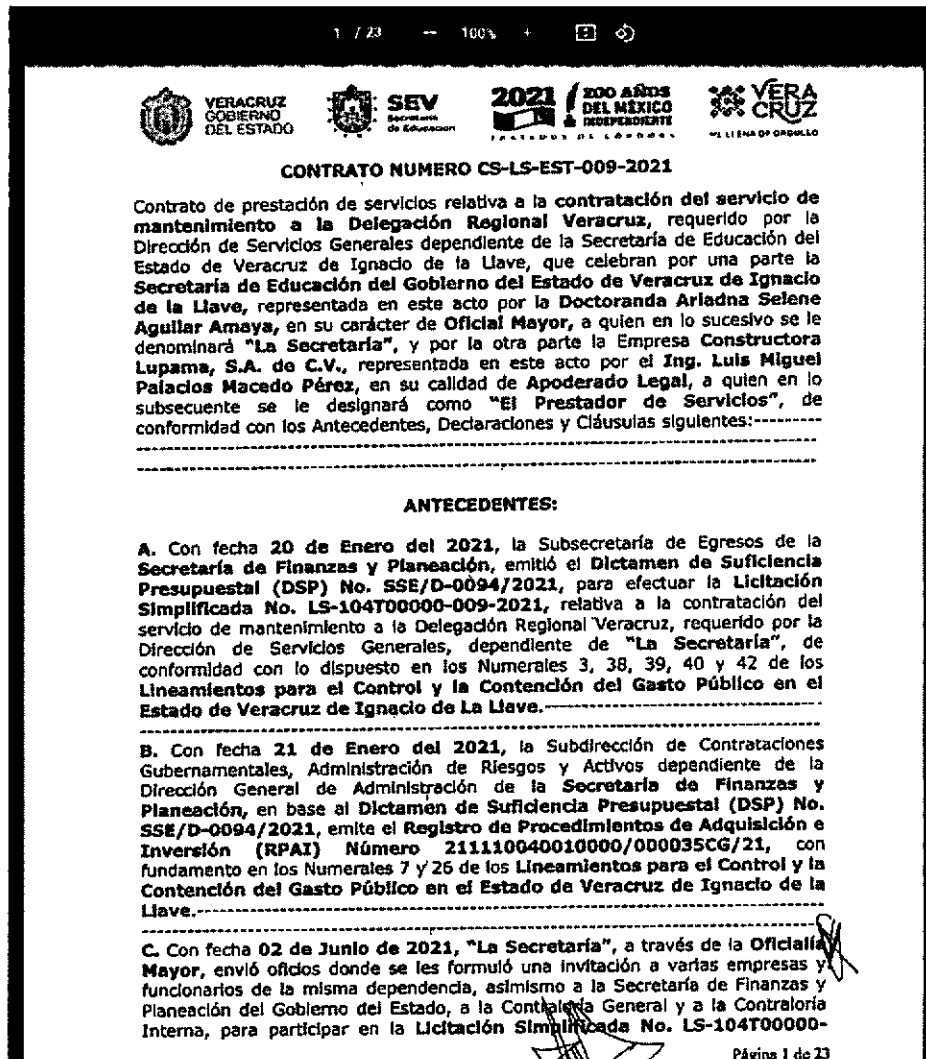 1 / 23 -- 100% +
VERACRUZ
GOBIERNO
DEL ESTADO
SEV
Secretaría
de Educación
2021
200 AÑOS
DEL MÉXICO
INDEPENDIENTE
TRATADOS DE CÓRDOBA
VERA
CRUZ
ME LLENA DE ORGULLO
CONTRATO NUMERO CS-LS-EST-009-2021
Contrato de prestación de servicios relativa a la contratación del servicio de
mantenimiento a la Delegación Regional Veracruz, requerido por la
Dirección de Servicios Generales dependiente de la Secretaría de Educación del
Estado de Veracruz de Ignacio de la Llave, que celebran por una parte la
Secretaría de Educación del Gobierno del Estado de Veracruz de Ignacio
de la Llave, representada en este acto por la Doctoranda Ariadna Selene
Aguilar Amaya, en su carácter de Oficial Mayor, a quien en lo sucesivo se le
denominará "La Secretaría", y por la otra parte la Empresa Constructora
Lupama, S.A. de C.V., representada en este acto por el Ing. Luis Miguel
Palacios Macedo Pérez, en su calidad de Apoderado Legal, a quien en lo
subsecuente se le designará como "El Prestador de Servicios", de
conformidad con los Antecedentes, Declaraciones y Cláusulas siguientes:---------
ANTECEDENTES:
A. Con fecha 20 de Enero del 2021, la Subsecretaría de Egresos de la
Secretaría de Finanzas y Planeación, emitió el Dictamen de Suficiencia
Presupuestal (DSP) No. SSE/D-0094/2021, para efectuar la Licitación
Simplificada No. LS-104T00000-009-2021, relativa a la contratación del
servicio de mantenimiento a la Delegación Regional Veracruz, requerido por la
Dirección de Servicios Generales, dependiente de "La Secretaría", de
conformidad con lo dispuesto en los Numerales 3, 38, 39, 40 y 42 de los
Lineamientos para el Control y la Contención del Gasto Público en el
Estado de Veracruz de Ignacio de La Llave.---------
B. Con fecha 21 de Enero del 2021, la Subdirección de Contrataciones
Gubernamentales, Administración de Riesgos y Activos dependiente de la
Dirección General de Administración de la Secretaría de Finanzas y
Planeación, en base al Dictamen de Suficiencia Presupuestal (DSP) No.
SSE/D-0094/2021, emite el Registro de Procedimientos de Adquisición e
Inversión (RPAI) Número 211110040010000/000035CG/21, con
fundamento en los Numerales 7 y 26 de los Lineamientos para el Control y la
Contención del Gasto Público en el Estado de Veracruz de Ignacio de la
Llave.---------
C. Con fecha 02 de Junio de 2021, "La Secretaría", a través de la Oficialía
Mayor, envió oficios donde se les formuló una invitación a varias empresas y
funcionarios de la misma dependencia, asimismo a la Secretaría de Finanzas y
Planeación del Gobierno del Estado, a la Contraloría General y a la Contraloría
Interna, para participar en la Licitación Simplificada No. LS-104T00000-
Página 1 de 23